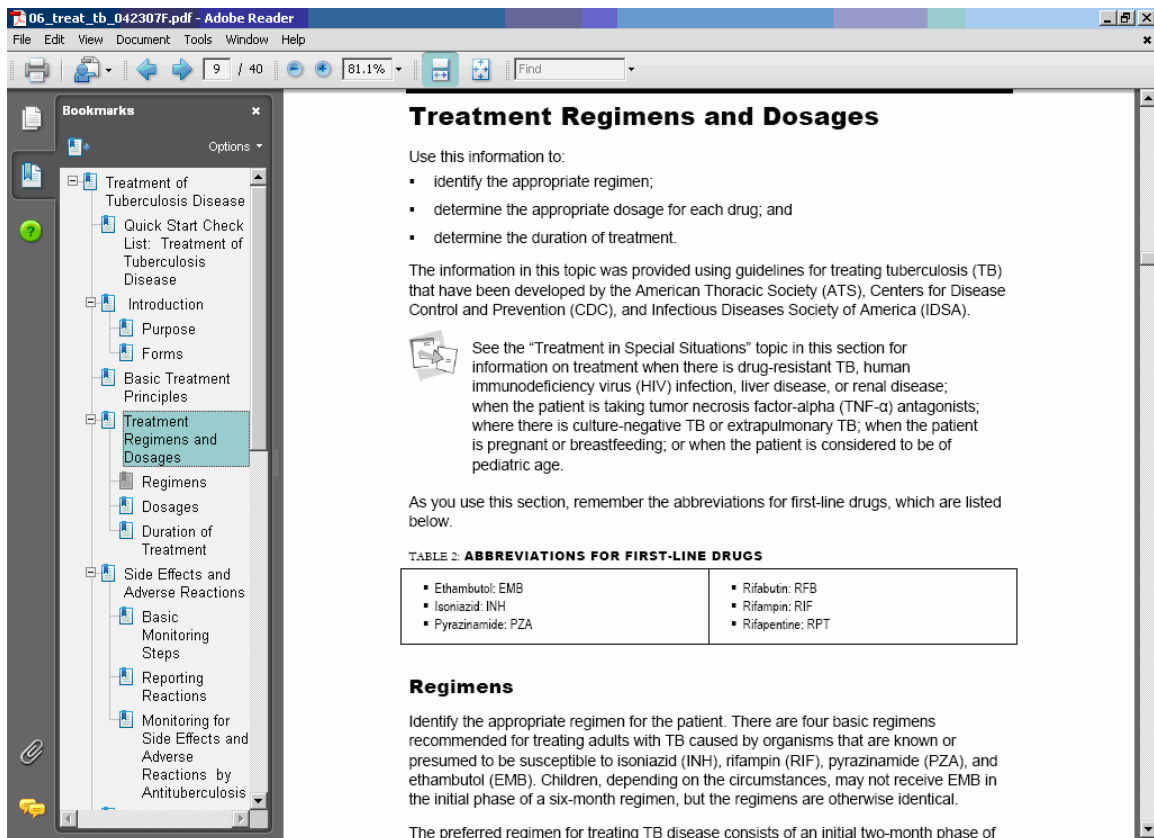 06_treat_tb_042307F.pdf - Adobe Reader
File Edit View Document Tools Window Help
9 / 40 81.1% Find
Bookmarks
Options
Treatment of
Tuberculosis Disease
Quick Start Check
List: Treatment of
Tuberculosis
Disease
Introduction
Purpose
Forms
Basic Treatment
Principles
Treatment
Regimens and
Dosages
Regimens
Dosages
Duration of
Treatment
Side Effects and
Adverse Reactions
Basic
Monitoring
Steps
Reporting
Reactions
Monitoring for
Side Effects and
Adverse
Reactions by
Antituberculosis
Treatment Regimens and Dosages
Use this information to:
▪ identify the appropriate regimen;
▪ determine the appropriate dosage for each drug; and
▪ determine the duration of treatment.
The information in this topic was provided using guidelines for treating tuberculosis (TB)
that have been developed by the American Thoracic Society (ATS), Centers for Disease
Control and Prevention (CDC), and Infectious Diseases Society of America (IDSA).
See the “Treatment in Special Situations” topic in this section for
information on treatment when there is drug-resistant TB, human
immunodeficiency virus (HIV) infection, liver disease, or renal disease;
when the patient is taking tumor necrosis factor-alpha (TNF-α) antagonists;
where there is culture-negative TB or extrapulmonary TB; when the patient
is pregnant or breastfeeding; or when the patient is considered to be of
pediatric age.
As you use this section, remember the abbreviations for first-line drugs, which are listed
below.
TABLE 2: ABBREVIATIONS FOR FIRST-LINE DRUGS
▪ Ethambutol: EMB
▪ Isoniazid: INH
▪ Pyrazinamide: PZA
▪ Rifabutin: RFB
▪ Rifampin: RIF
▪ Rifapentine: RPT
Regimens
Identify the appropriate regimen for the patient. There are four basic regimens
recommended for treating adults with TB caused by organisms that are known or
presumed to be susceptible to isoniazid (INH), rifampin (RIF), pyrazinamide (PZA), and
ethambutol (EMB). Children, depending on the circumstances, may not receive EMB in
the initial phase of a six-month regimen, but the regimens are otherwise identical.
The preferred regimen for treating TB disease consists of an initial two-month phase of